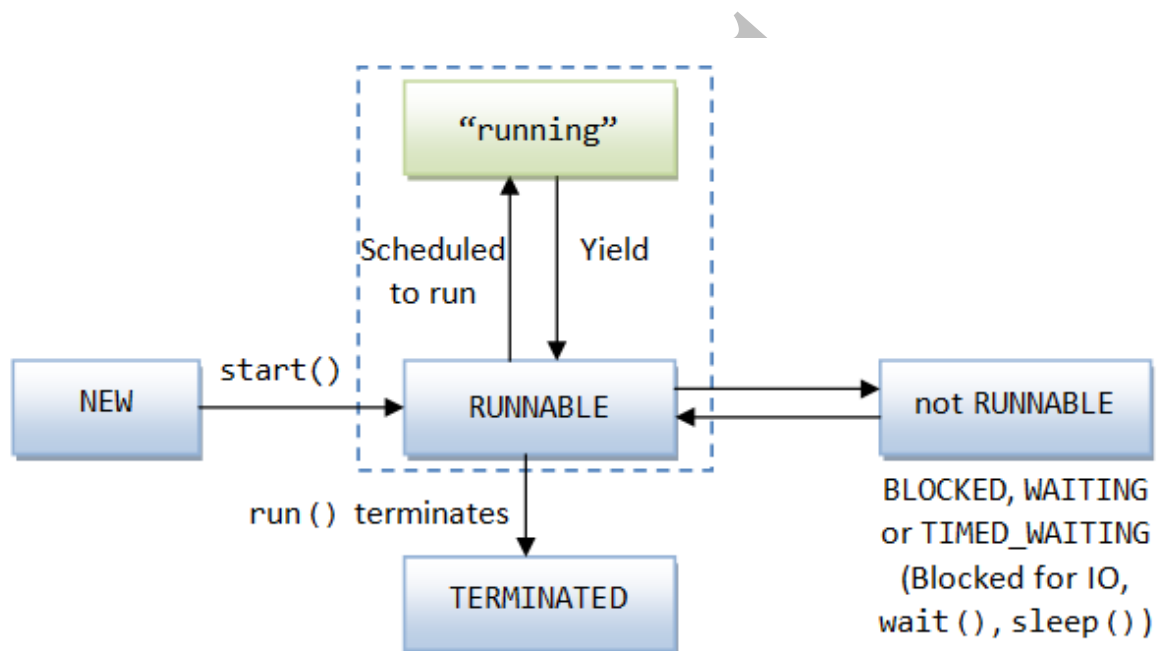 “running”
Scheduled
to run
Yield
start()
NEW
RUNNABLE
not RUNNABLE
run() terminates
TERMINATED
BLOCKED, WAITING
or TIMED_WAITING
(Blocked for IO,
wait(), sleep())